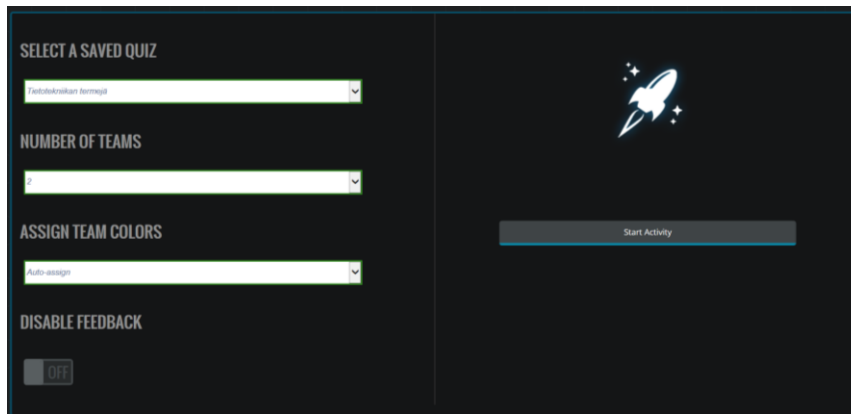 SELECT A SAVED QUIZ
Tietotekniikan termejä
NUMBER OF TEAMS
2
ASSIGN TEAM COLORS
Auto-assign
DISABLE FEEDBACK
OFF
Start Activity